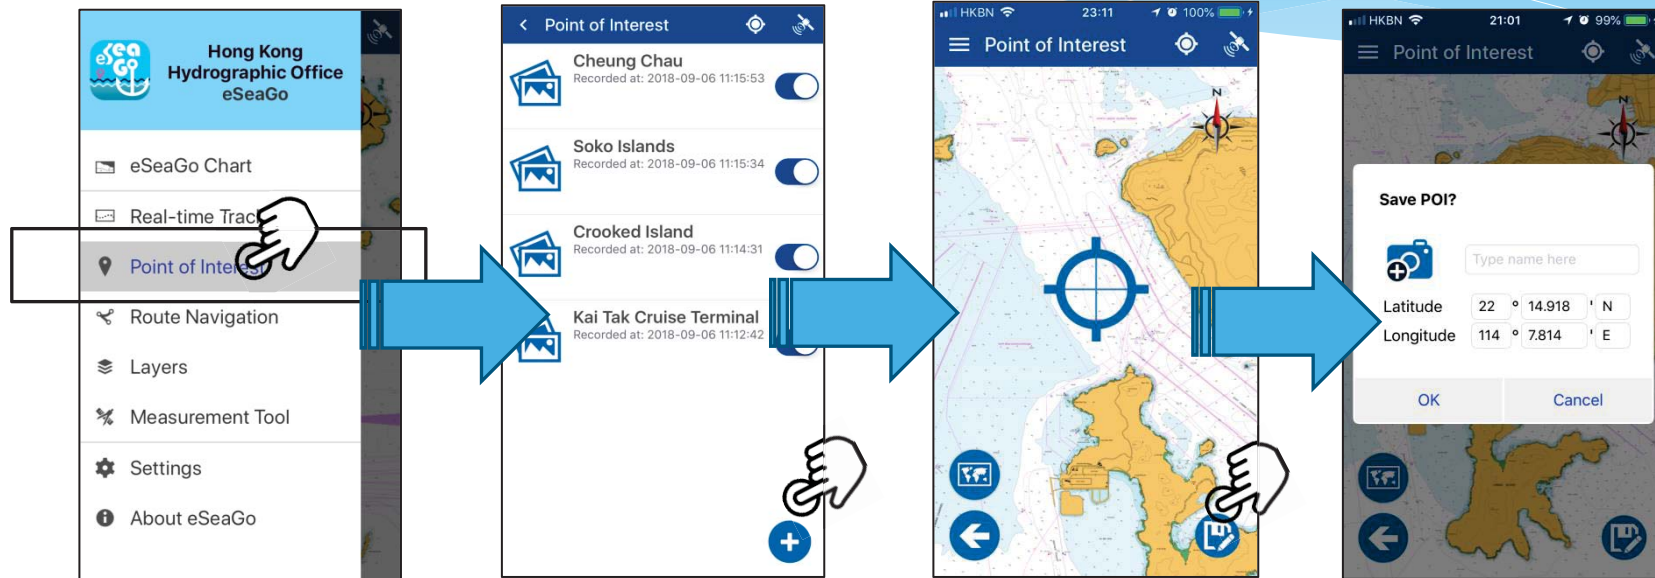 eSea
GO
Hong Kong
Hydrographic Office
eSeaGo
eSeaGo Chart
Real-time Trac
Point of Interest
Route Navigation
Layers
Measurement Tool
Settings
About eSeaGo
Point of Interest
Cheung Chau
Recorded at: 2018-09-06 11:15:53
Soko Islands
Recorded at: 2018-09-06 11:15:34
Crooked Island
Recorded at: 2018-09-06 11:14:31
Kai Tak Cruise Terminal
Recorded at: 2018-09-06 11:12:42
HKBN 23:11 100%
Point of Interest
N
HKBN 21:01 99%
Point of Interest
N
Save POI?
Type name here
Latitude 22 ° 14.918 ' N
Longitude 114 ° 7.814 ' E
OK Cancel